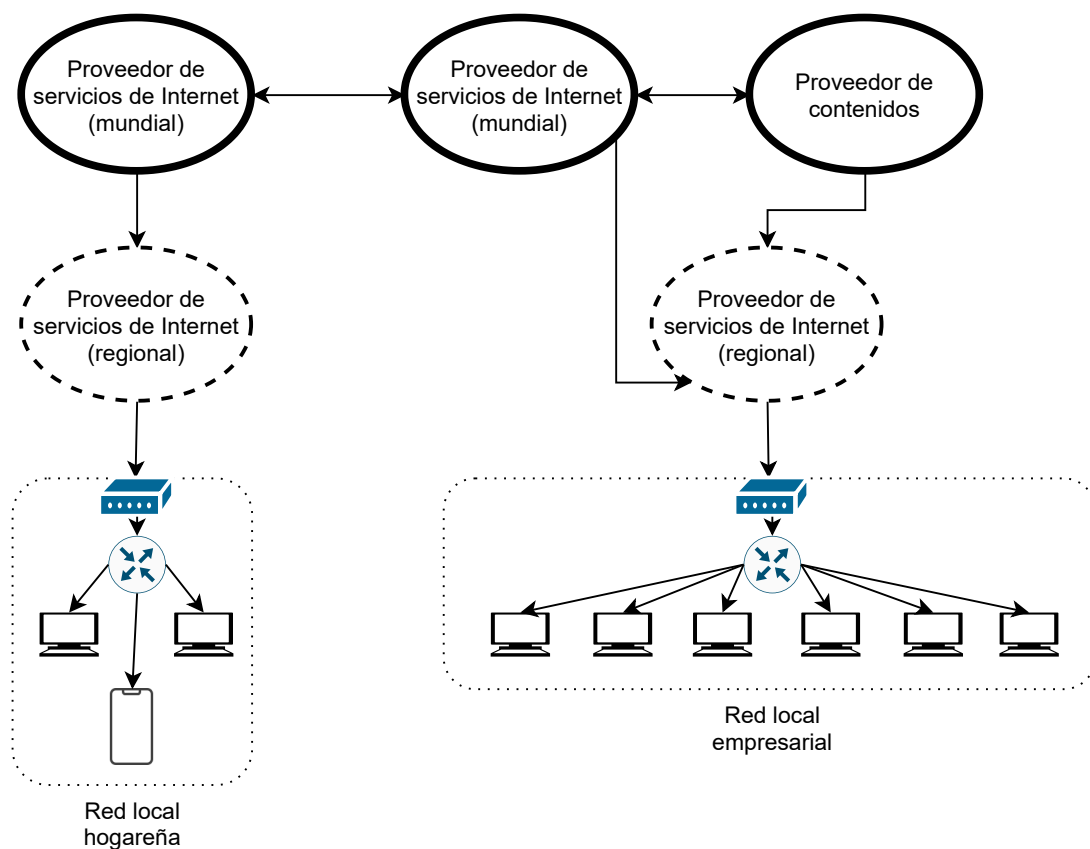 Proveedor de
servicios de Internet
(mundial)
Proveedor de
servicios de Internet
(mundial)
Proveedor de
contenidos
Proveedor de
servicios de Internet
(regional)
Proveedor de
servicios de Internet
(regional)
Red local
empresarial
Red local
hogareña